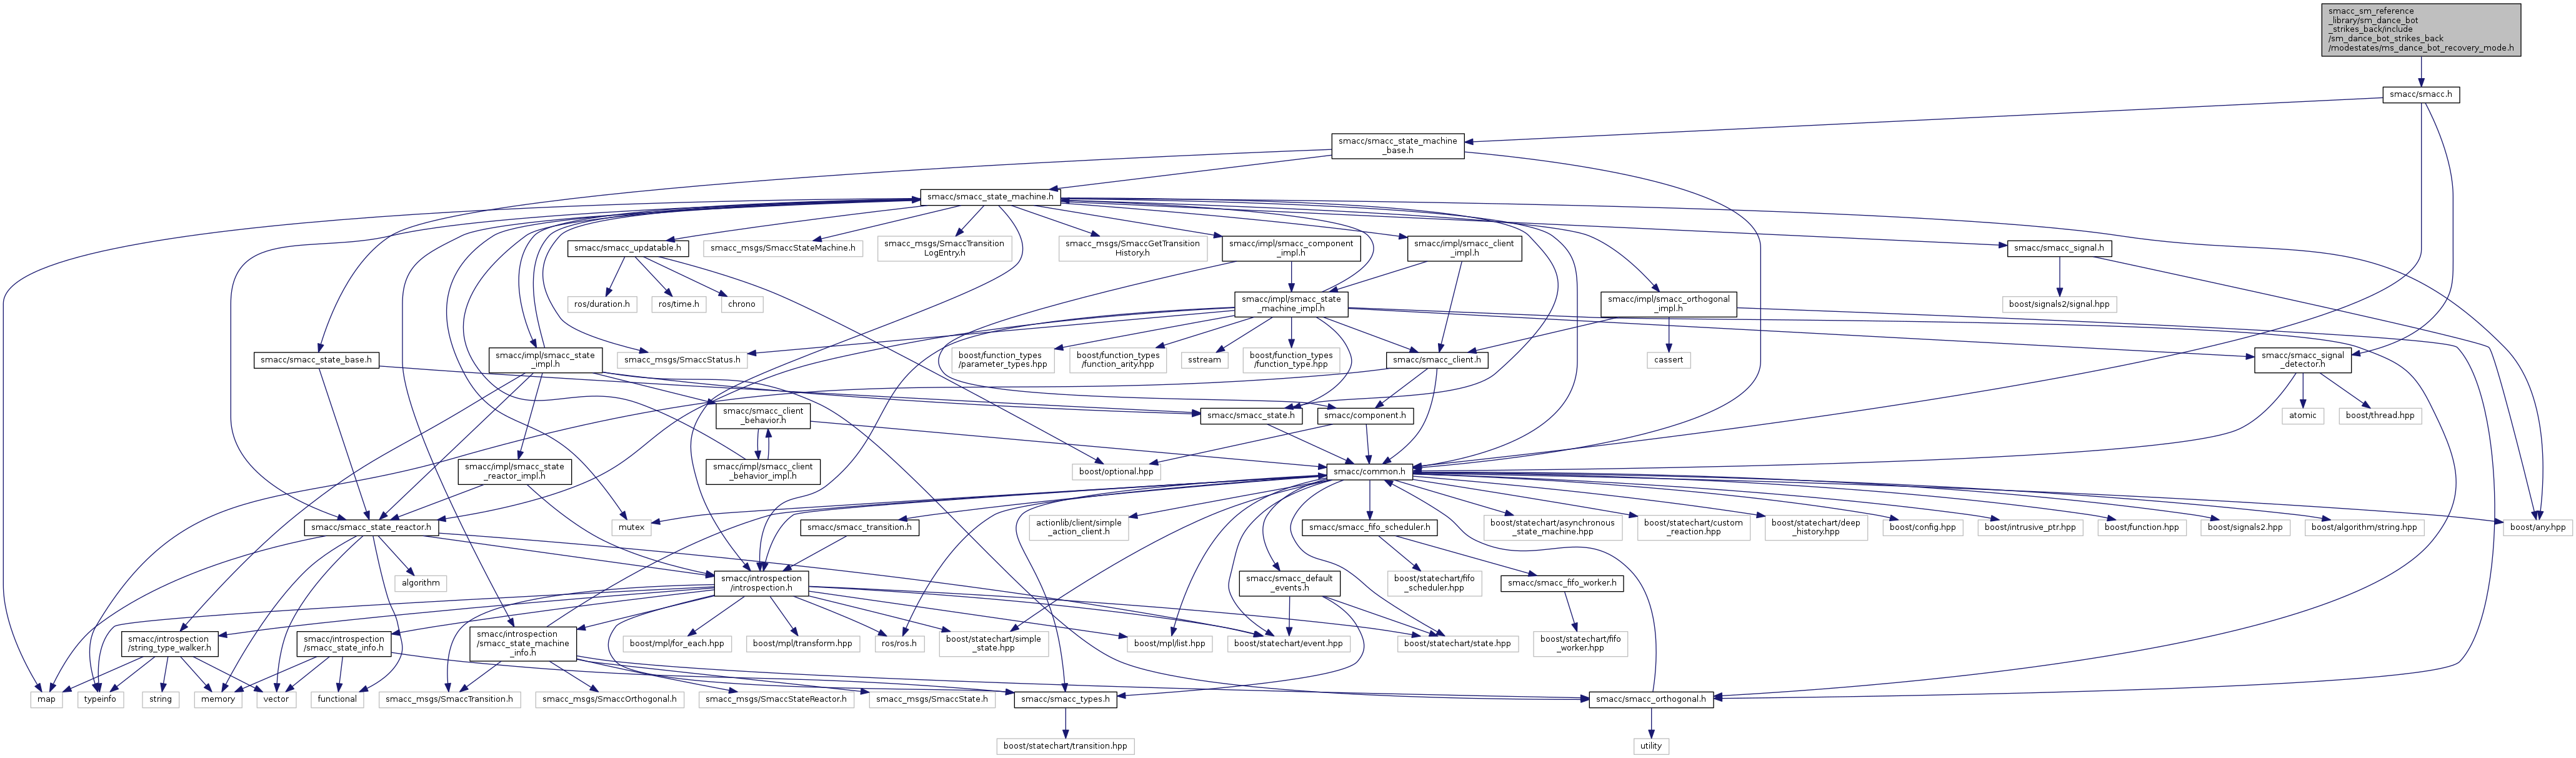 smacc_sm_reference
_library/sm_dance_bot
_strikes_back/include
/sm_dance_bot_strikes_back
/modestates/ms_dance_bot_recovery_mode.h
smacc/smacc.h
smacc/smacc_state_machine
_base.h
smacc/smacc_state_machine.h
smacc/smacc_updatable.h
smacc_msgs/SmaccStateMachine.h
smacc_msgs/SmaccTransition
LogEntry.h
smacc_msgs/SmaccGetTransition
History.h
smacc/impl/smacc_component
_impl.h
smacc/impl/smacc_client
_impl.h
smacc/smacc_signal.h
ros/duration.h
ros/time.h
chrono
smacc/impl/smacc_state
_machine_impl.h
smacc/impl/smacc_orthogonal
_impl.h
boost/signals2/signal.hpp
smacc/smacc_state_base.h
smacc/impl/smacc_state
_impl.h
smacc_msgs/SmaccStatus.h
boost/function_types
/parameter_types.hpp
boost/function_types
/function_arity.hpp
sstream
boost/function_types
/function_type.hpp
smacc/smacc_client.h
cassert
smacc/smacc_signal
_detector.h
smacc/smacc_client
_behavior.h
smacc/smacc_state.h
smacc/component.h
atomic
boost/thread.hpp
smacc/impl/smacc_state
_reactor_impl.h
smacc/impl/smacc_client
_behavior_impl.h
boost/optional.hpp
smacc/common.h
smacc/smacc_state_reactor.h
mutex
smacc/smacc_transition.h
actionlib/client/simple
_action_client.h
smacc/smacc_fifo_scheduler.h
boost/statechart/asynchronous
_state_machine.hpp
boost/statechart/custom
_reaction.hpp
boost/statechart/deep
_history.hpp
boost/config.hpp
boost/intrusive_ptr.hpp
boost/function.hpp
boost/signals2.hpp
boost/algorithm/string.hpp
boost/any.hpp
algorithm
smacc/introspection
/introspection.h
smacc/smacc_default
_events.h
boost/statechart/fifo
_scheduler.hpp
smacc/smacc_fifo_worker.h
smacc/introspection
/string_type_walker.h
smacc/introspection
/smacc_state_info.h
smacc/introspection
/smacc_state_machine
_info.h
boost/mpl/for_each.hpp
boost/mpl/transform.hpp
ros/ros.h
boost/statechart/simple
_state.hpp
boost/mpl/list.hpp
boost/statechart/event.hpp
boost/statechart/state.hpp
boost/statechart/fifo
_worker.hpp
map
typeinfo
string
memory
vector
functional
smacc_msgs/SmaccTransition.h
smacc_msgs/SmaccOrthogonal.h
smacc_msgs/SmaccStateReactor.h
smacc_msgs/SmaccState.h
smacc/smacc_types.h
smacc/smacc_orthogonal.h
boost/statechart/transition.hpp
utility